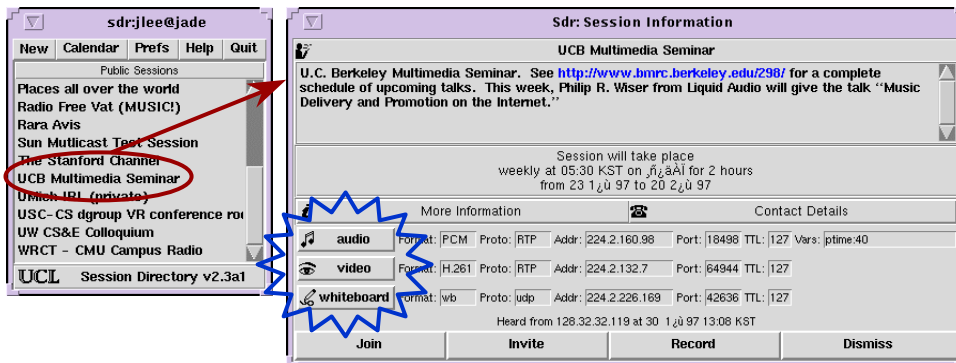 sdr:jlee@jade
New Calendar Prefs Help Quit
Public Sessions
Places all over the world
Radio Free Vat (MUSIC!)
Rara Avis
Sun Mutlicast Test Session
The Stanford Channel
UCB Multimedia Seminar
UMich IRL (private)
USC-CS dgroup VR conference
UW CS&E Colloquium
WRCT - CMU Campus Radio
UCL Session Directory v2.3a1
Sdr: Session Information
UCB Multimedia Seminar
U.C. Berkeley Multimedia Seminar. See http://www.bmrc.berkeley.edu/298/ for a complete
schedule of upcoming talks. This week, Philip R. Wiser from Liquid Audio will give the talk ‘‘Music
Delivery and Promotion on the Internet.’’
Session will take place
weekly at 05:30 KST on ¸ñ¿äÀÏ for 2 hours
from 23 1¿ù 97 to 20 2¿ù 97
More Information Contact Details
audio Format: PCM Proto: RTP Addr: 224.2.160.98 Port: 18498 TTL: 127 Vars: ptime:40
video Format: H.261 Proto: RTP Addr: 224.2.132.7 Port: 64944 TTL: 127
whiteboard Format: wb Proto: udp Addr: 224.2.226.169 Port: 42636 TTL: 127
Heard from 128.32.32.119 at 30 1¿ù 97 13:08 KST
Join Invite Record Dismiss